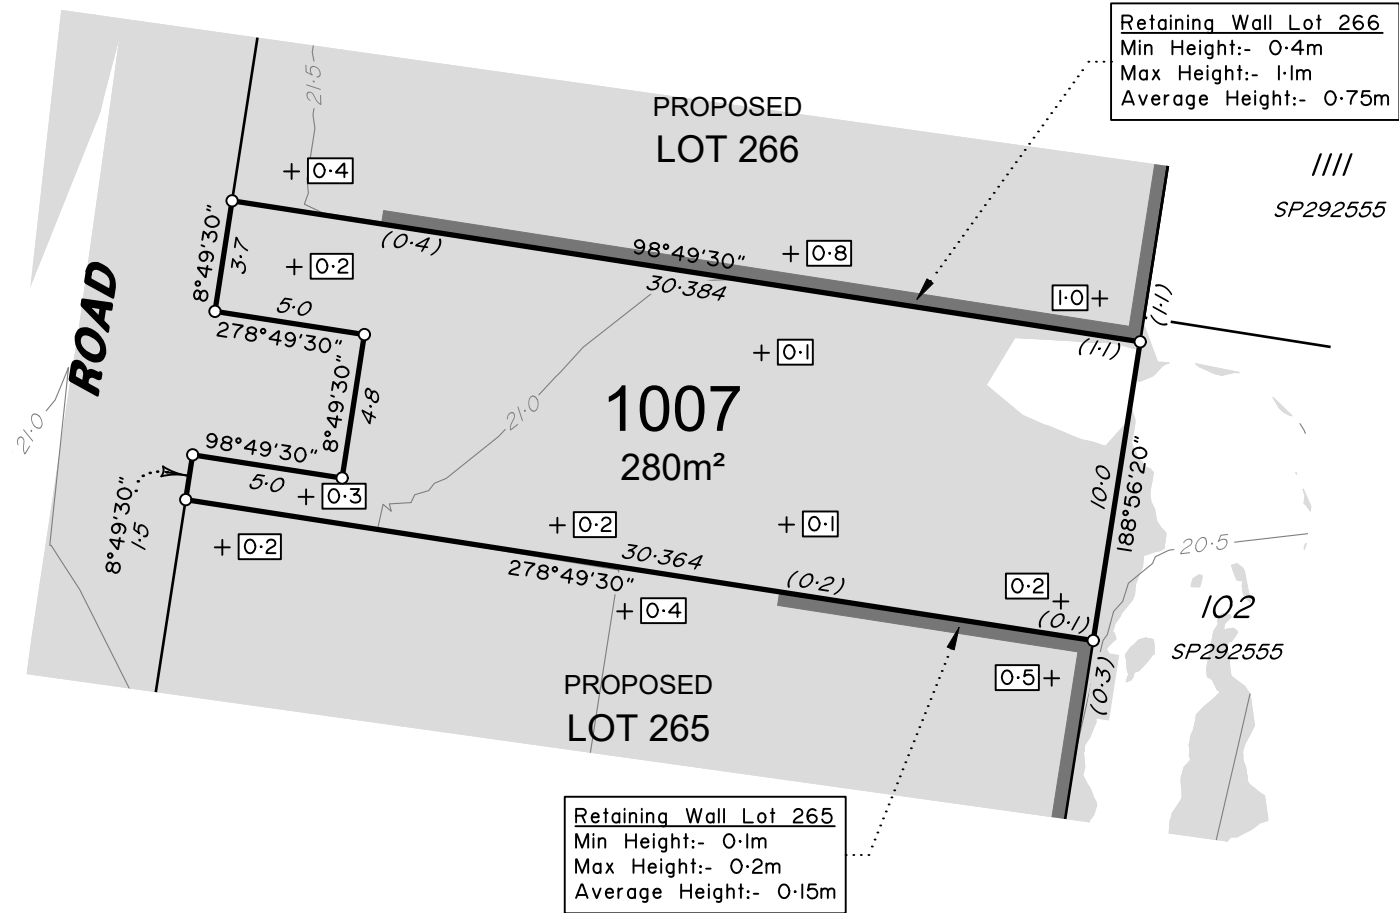 Retaining Wall Lot 266
Min Height:- 0·4m
Max Height:- 1·1m
Average Height:- 0·75m
21·5
PROPOSED
LOT 266
////
SP292555
0·4
8°49'30"
3·7
0·2
(0·4)
98°49'30"
30·384
0·8
1·0
(1·1)
(1·1)
ROAD
5·0
278°49'30"
0·1
8°49'30"
4·8
21·0
21·0
1007
280m²
98°49'30"
5·0
0·3
8°49'30"
1·5
10·0
188°56'20"
0·2
0·2
0·1
30·364
278°49'30"
(0·2)
0·2
(0·1)
20·5
0·4
102
SP292555
0·5
(0·3)
PROPOSED
LOT 265
Retaining Wall Lot 265
Min Height:- 0·1m
Max Height:- 0·2m
Average Height:- 0·15m